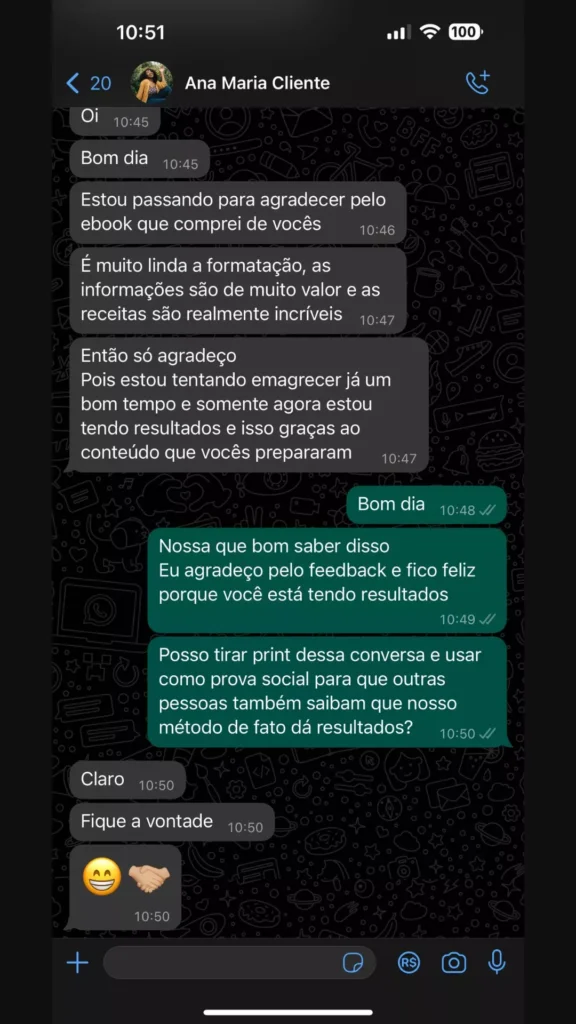 10:51
100
20
Ana Maria Cliente
Oi 10:45
Bom dia 10:45
Estou passando para agradecer pelo
ebook que comprei de vocês 10:46
É muito linda a formatação, as
informações são de muito valor e as
receitas são realmente incríveis 10:47
Então só agradeço
Pois estou tentando emagrecer já um
bom tempo e somente agora estou
tendo resultados e isso graças ao
conteúdo que vocês prepararam 10:47
Bom dia 10:48
Nossa que bom saber disso
Eu agradeço pelo feedback e fico feliz
porque você está tendo resultados
10:49
Posso tirar print dessa conversa e usar
como prova social para que outras
pessoas também saibam que nosso
método de fato dá resultados? 10:50
Claro 10:50
Fique a vontade 10:50
😁🤝🏼
10:50
R$